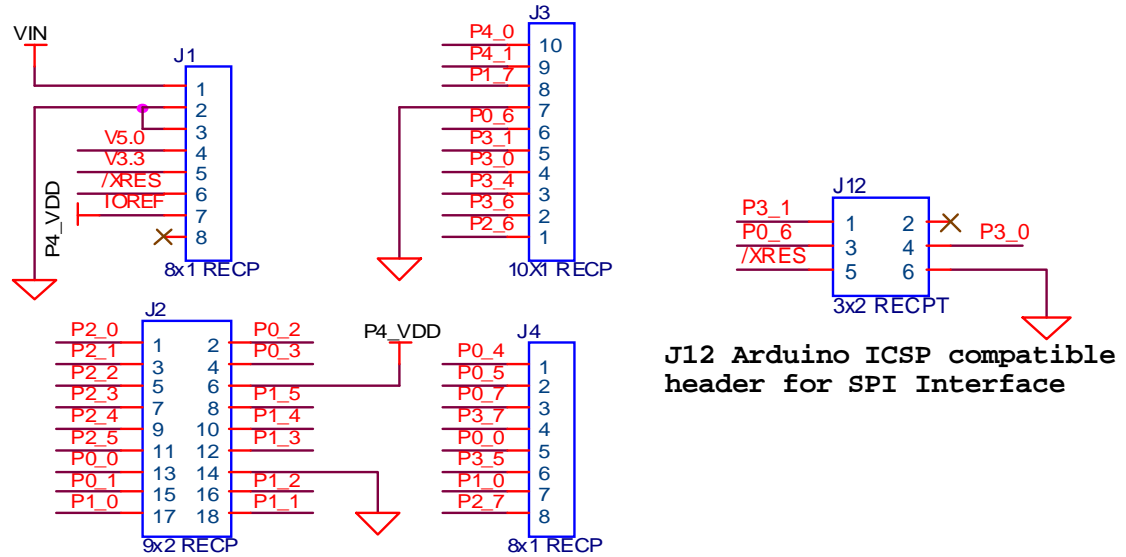 VIN
J1
1
2
3
V5.0 4
V3.3 5
/XRES 6
IOREF 7
8
P4_VDD
8x1 RECP
J3
P4_0 10
P4_1 9
P1_7 8
7
P0_6 6
P3_1 5
P3_0 4
P3_4 3
P3_6 2
P2_6 1
10X1 RECP
J12
P3_1 1 2
P0_6 3 4 P3_0
/XRES 5 6
3x2 RECPT
J12 Arduino ICSP compatible
header for SPI Interface
J2
P2_0 1 2 P0_2
P2_1 3 4 P0_3
P2_2 5 6 P4_VDD
P2_3 7 8 P1_5
P2_4 9 10 P1_4
P2_5 11 12 P1_3
P0_0 13 14
P0_1 15 16 P1_2
P1_0 17 18 P1_1
9x2 RECP
J4
P0_4 1
P0_5 2
P0_7 3
P3_7 4
P0_0 5
P3_5 6
P1_0 7
P2_7 8
8x1 RECP